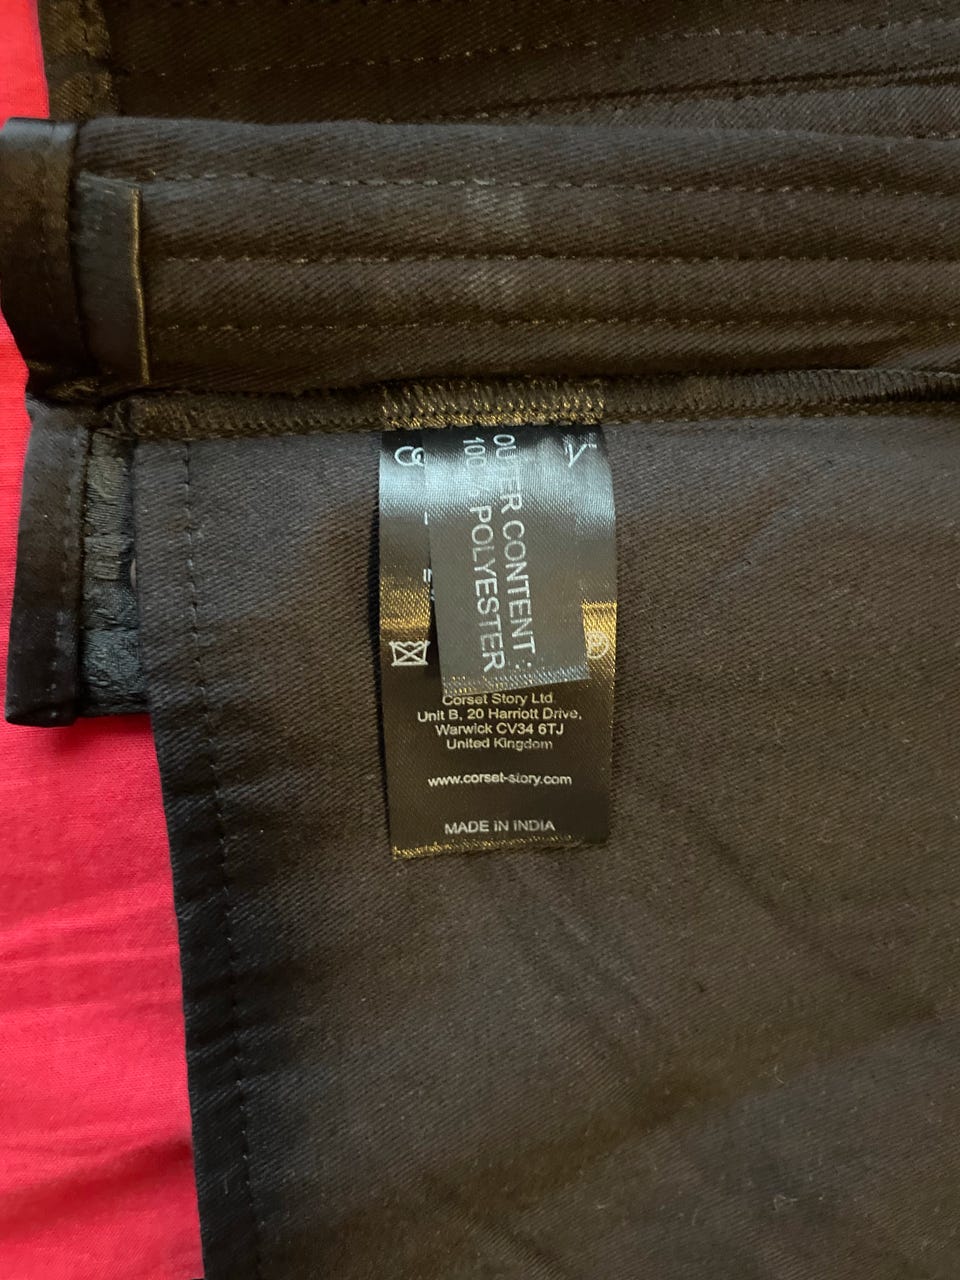 OUTER CONTENT :
100% POLYESTER
Corset Story Ltd.
Unit B, 20 Harriott Drive,
Warwick CV34 6TJ
United Kingdom
www.corset-story.com
MADE IN INDIA